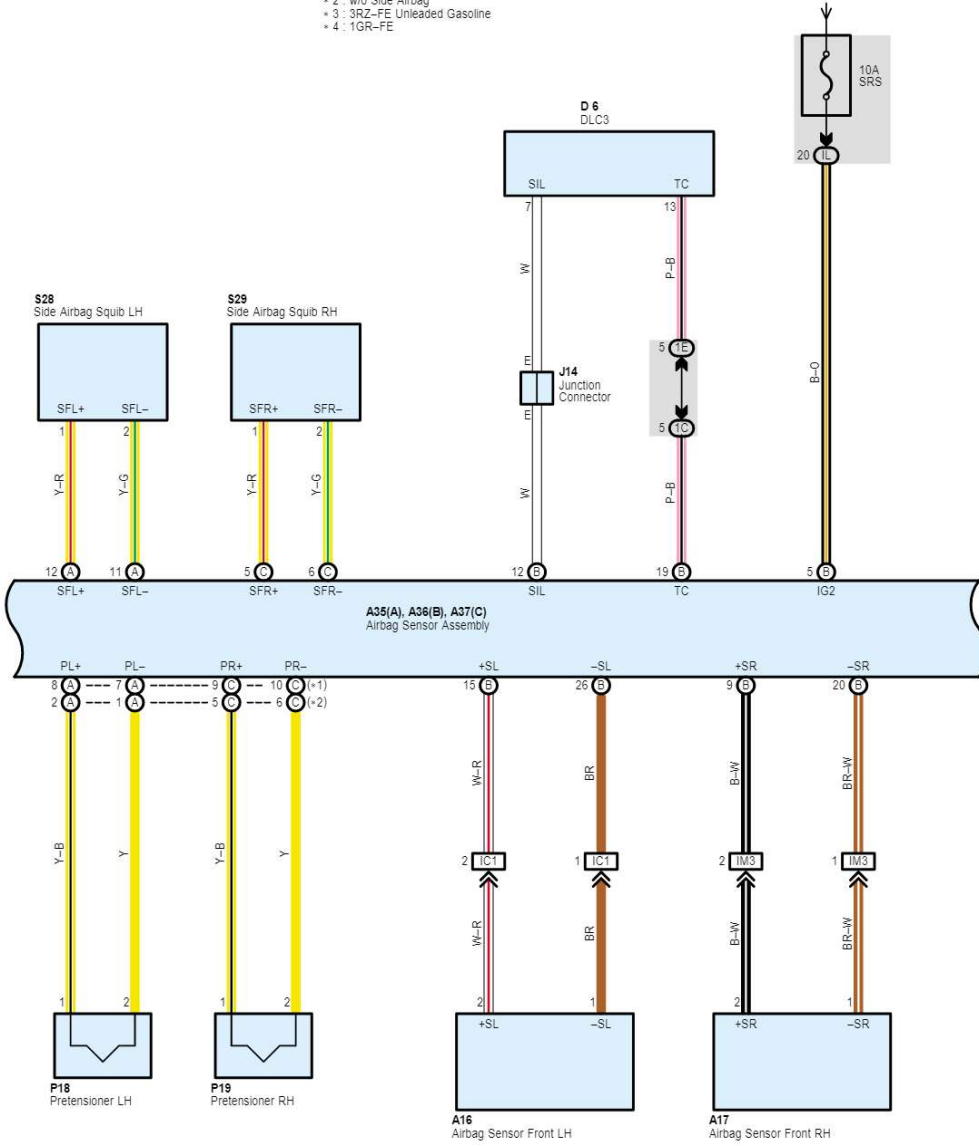 * 2 : w/o Side Airbag
* 3 : 3RZ–FE Unleaded Gasoline
* 4 : 1GR–FE
10A
SRS
20 IL
D 6
DLC3
SIL TC
7 13
W P–B
S28
Side Airbag Squib LH
S29
Side Airbag Squib RH
E
5 1E
J14
Junction
Connector
B–O
SFL+ SFL– SFR+ SFR–
E
5 1C
1 2 1 2
Y–R Y–G Y–R Y–G W P–B
12 A 11 A 5 C 6 C 12 B 19 B 5 B
SFL+ SFL– SFR+ SFR– SIL TC IG2
A35(A), A36(B), A37(C)
Airbag Sensor Assembly
PL+ PL– PR+ PR– +SL –SL +SR –SR
8 A 7 A 9 C 10 C (*1) 15 B 26 B 9 B 20 B
2 A 1 A 5 C 6 C (*2)
W–R BR B–W BR–W
Y–B Y Y–B Y
2 IC1 1 IC1 2 IM3 1 IM3
W–R BR B–W BR–W
1 2 1 2 2 1 2 1
+SL –SL +SR –SR
P18
Pretensioner LH
P19
Pretensioner RH
A16
Airbag Sensor Front LH
A17
Airbag Sensor Front RH